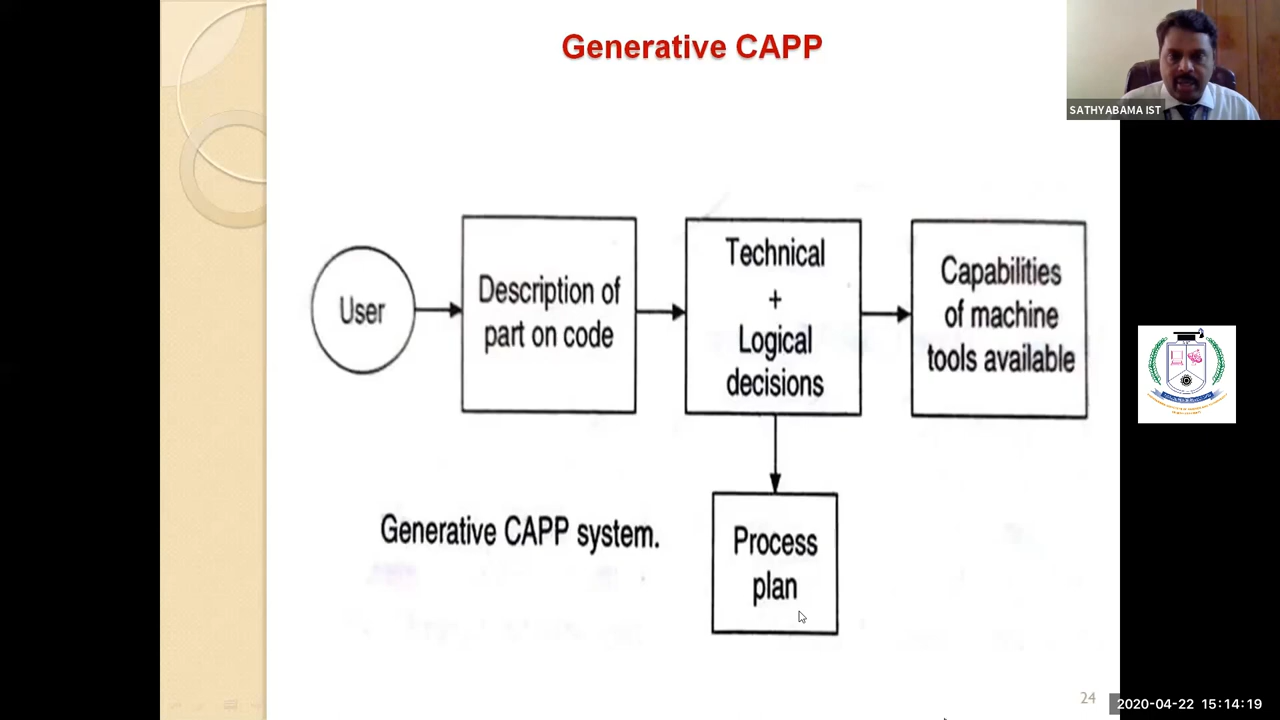 Generative CAPP
SATHYABAMA IST
User
Description of
part on code
Technical
+
Logical
decisions
Capabilities
of machine
tools available
Generative CAPP system.
Process
plan
24
2020-04-22 15:14:19